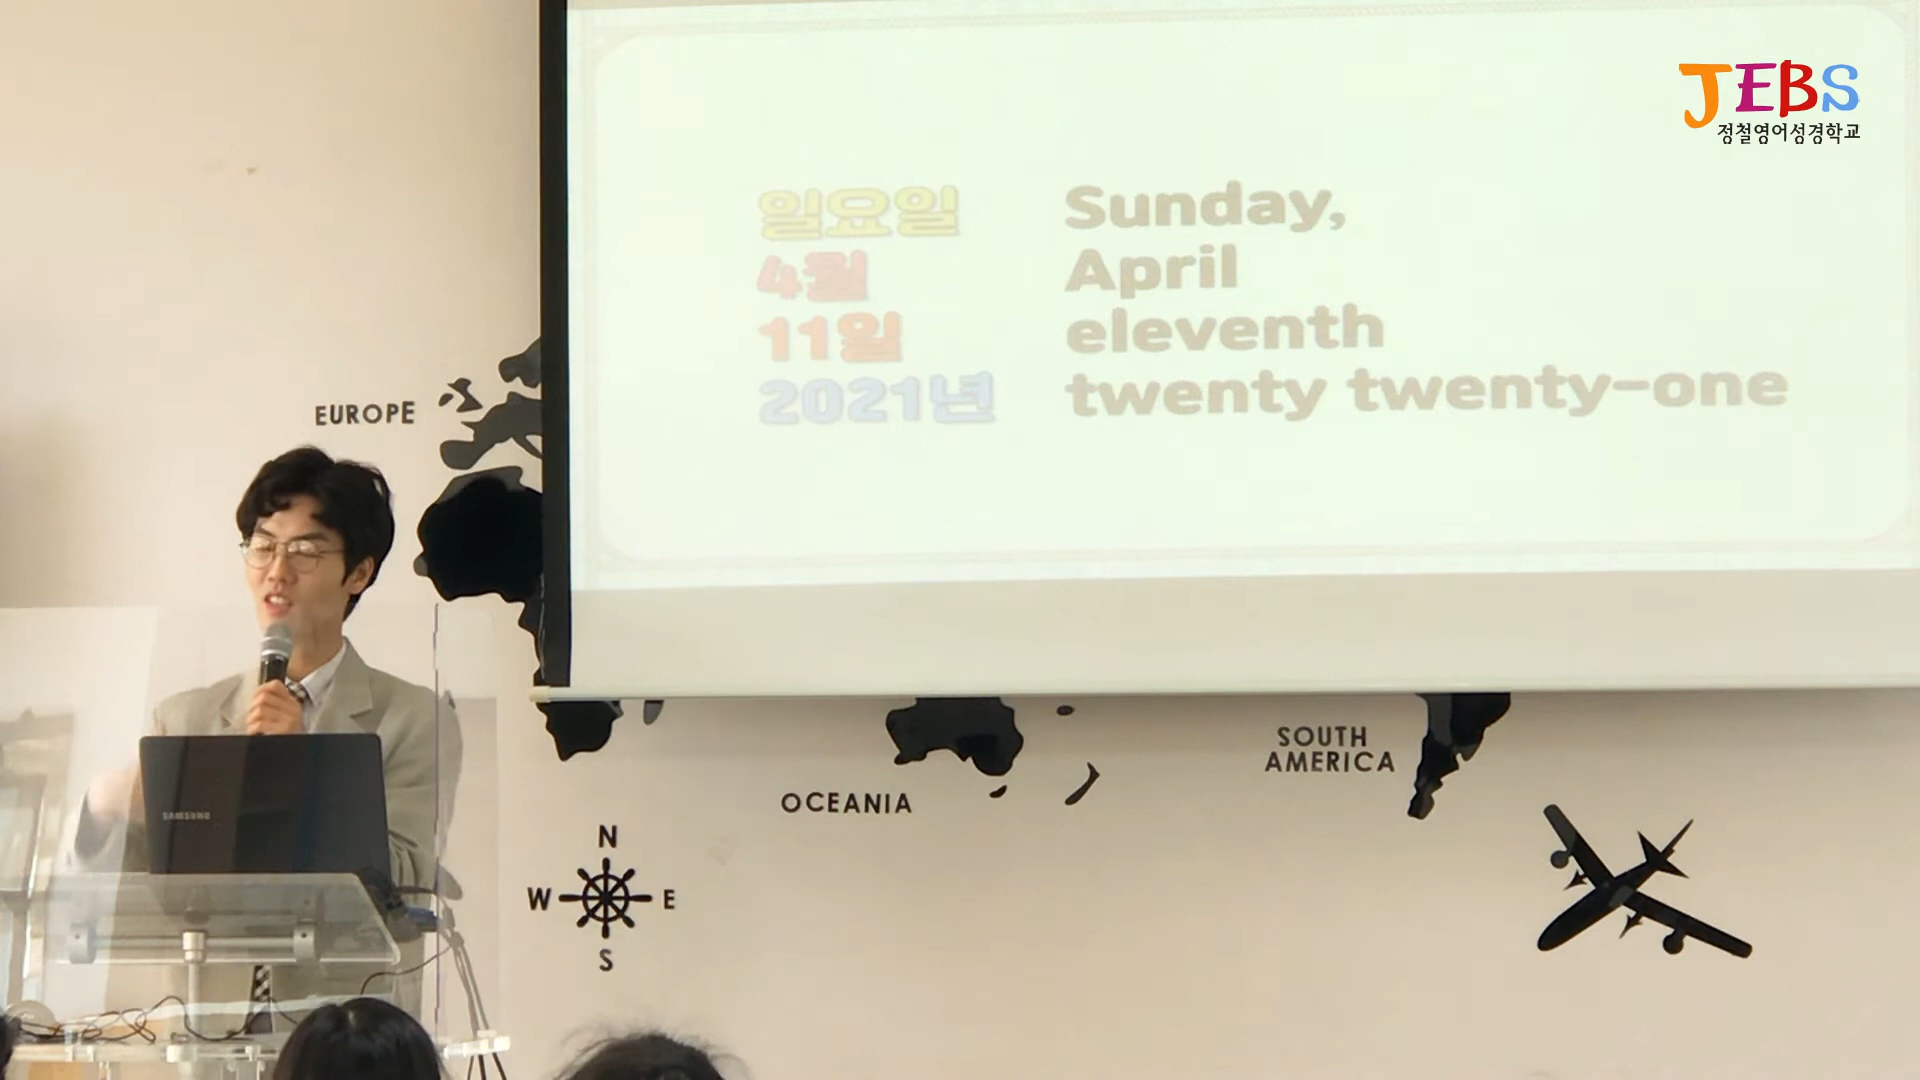 JEBS
정철영어성경학교
일요일 Sunday,
4월 April
11일 eleventh
2021년 twenty twenty-one
EUROPE
SAMSUNG
OCEANIA
SOUTH
AMERICA
N
W E
S